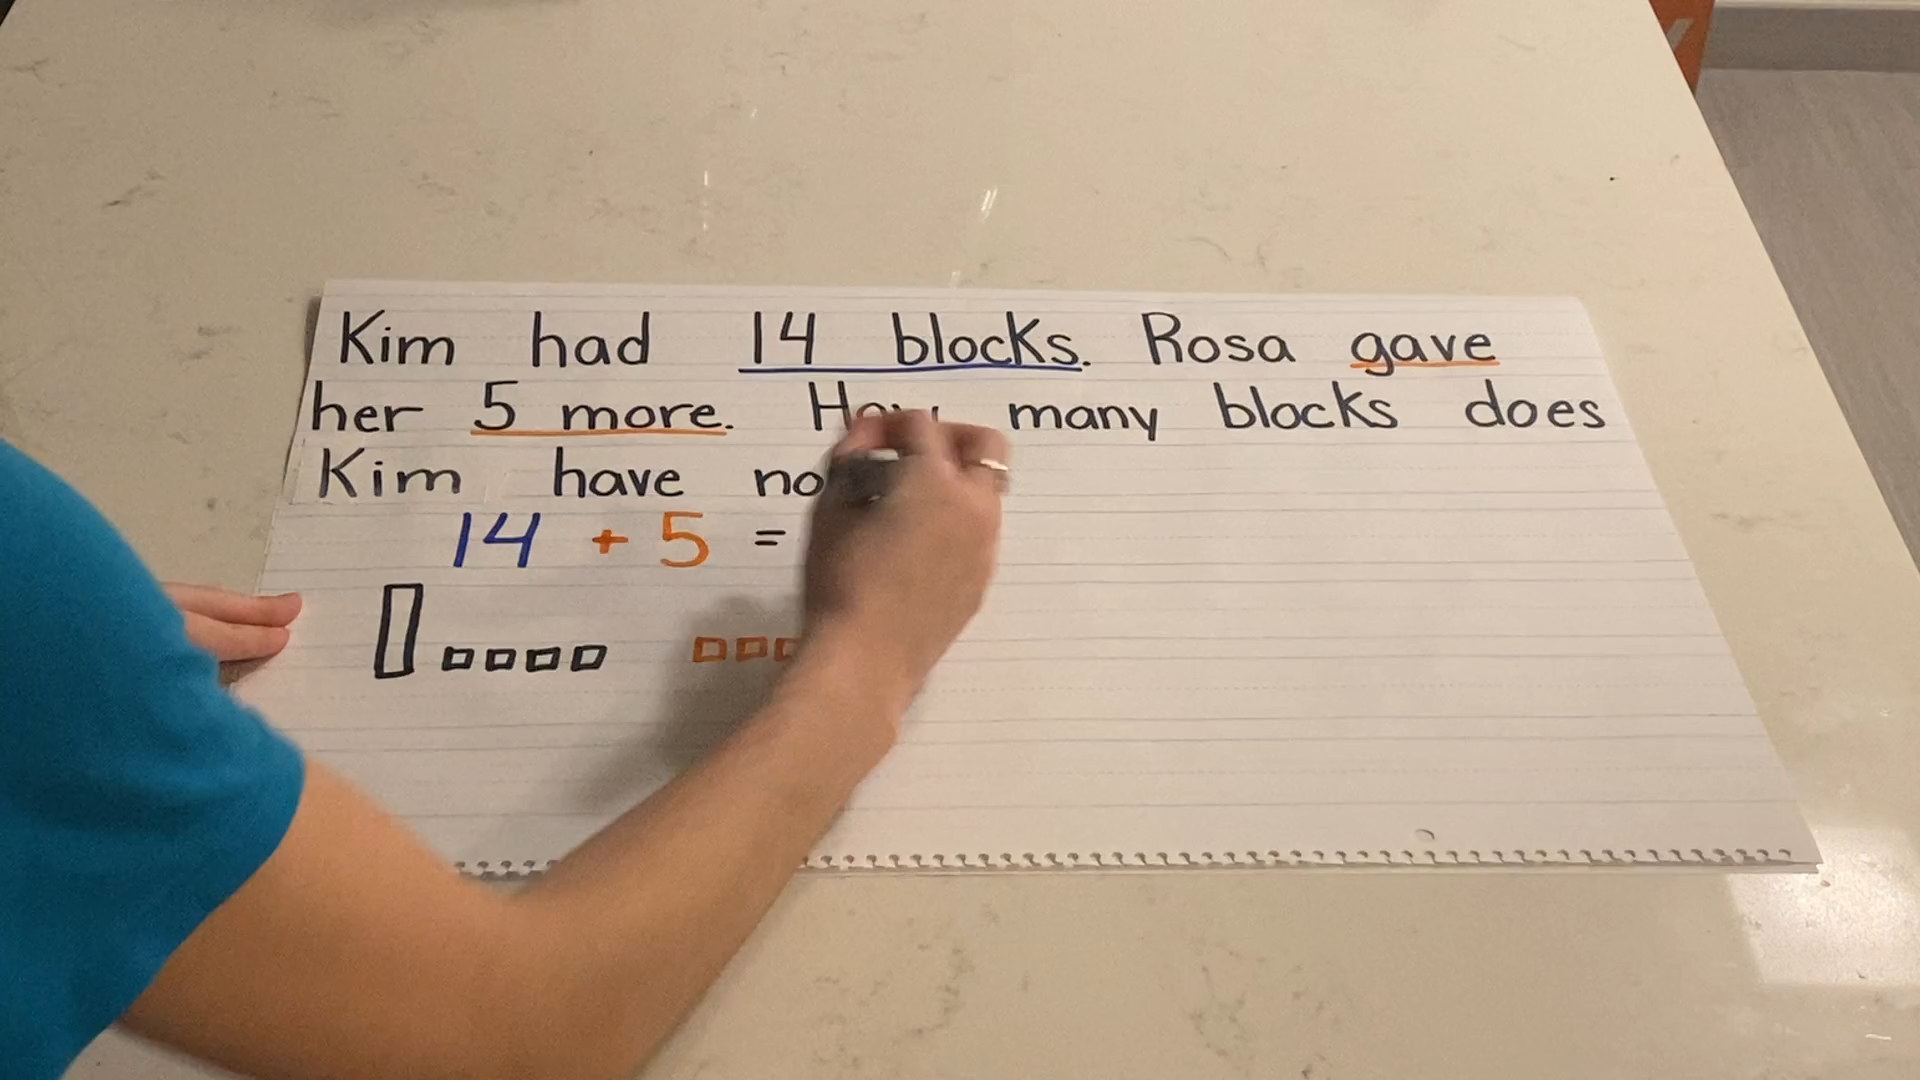 Kim had 14 blocks. Rosa gave
her 5 more. many blocks does
Kim have
14 + 5 =